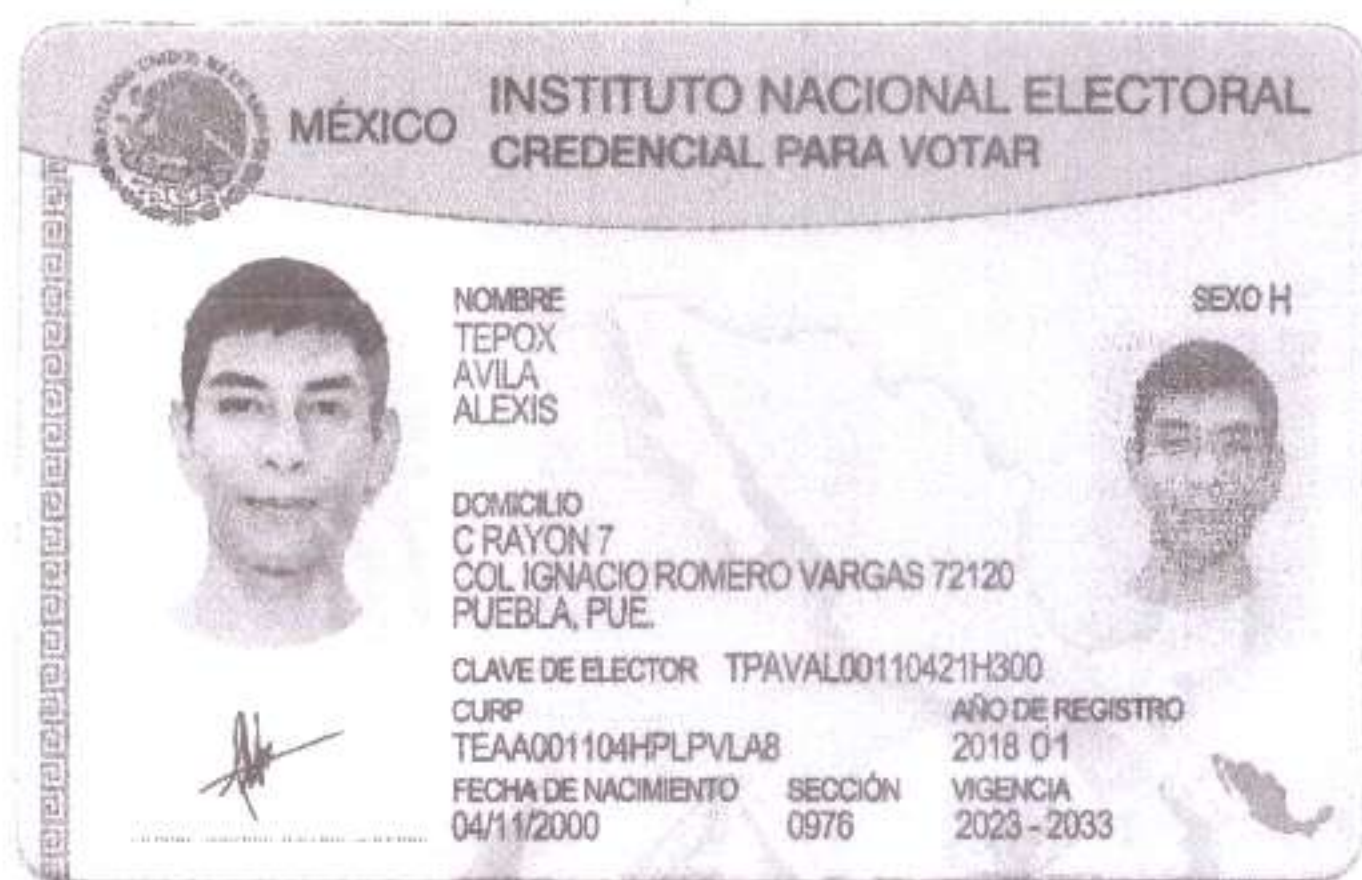 MÉXICO
INSTITUTO NACIONAL ELECTORAL
CREDENCIAL PARA VOTAR
NOMBRE
TEPOX
AVILA
ALEXIS
SEXO H
DOMICILIO
C RAYON 7
COL IGNACIO ROMERO VARGAS 72120
PUEBLA, PUE.
CLAVE DE ELECTOR TPAVAL00110421H300
CURP
TEAA001104HPLPVLA8
AÑO DE REGISTRO
2018 01
FECHA DE NACIMIENTO
04/11/2000
SECCIÓN
0976
VIGENCIA
2023 - 2033